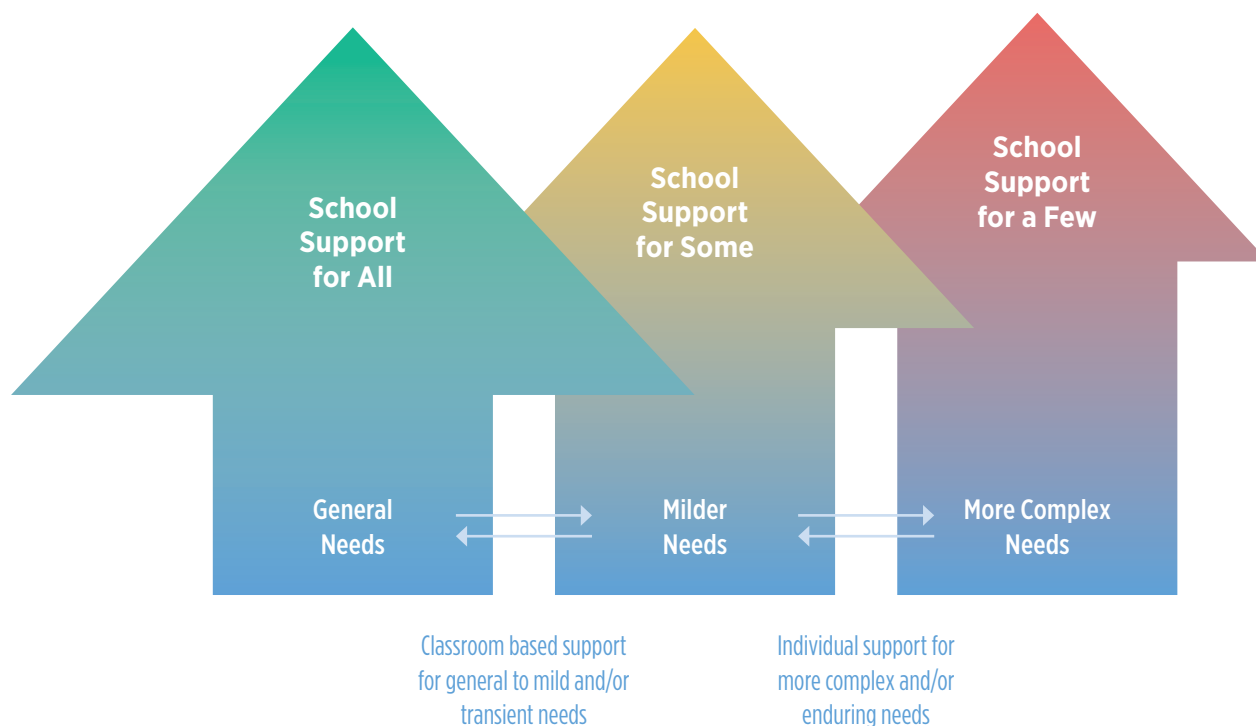 School
Support
for All
School
Support
for Some
School
Support
for a Few
General
Needs
Milder
Needs
More Complex
Needs
Classroom based support
for general to mild and/or
transient needs
Individual support for
more complex and/or
enduring needs